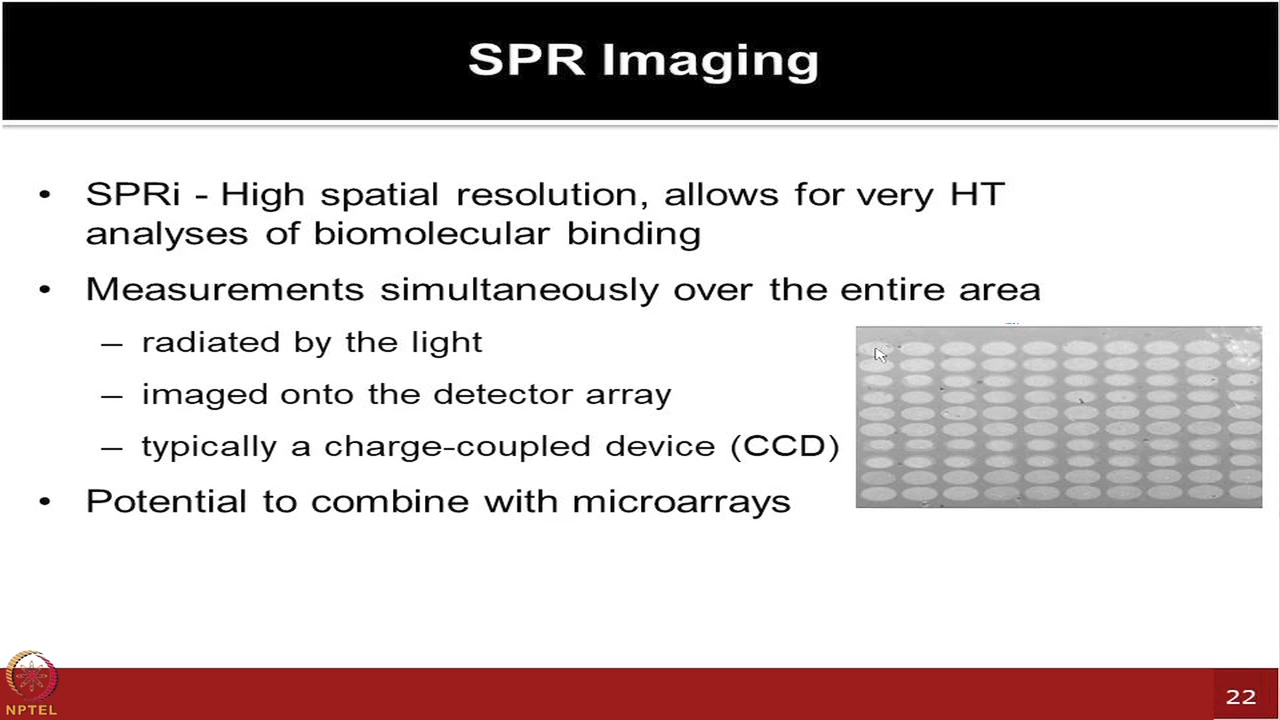 SPR Imaging
• SPRi - High spatial resolution, allows for very HT
analyses of biomolecular binding
• Measurements simultaneously over the entire area
– radiated by the light
– imaged onto the detector array
– typically a charge-coupled device (CCD)
• Potential to combine with microarrays
NPTEL
22